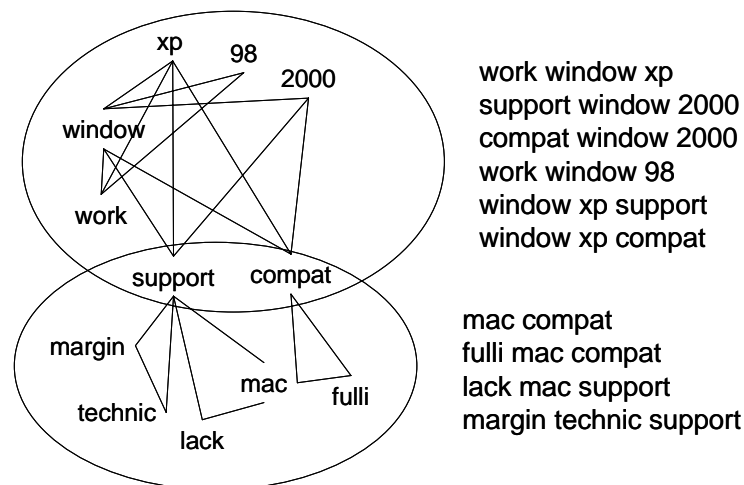 xp
98
2000
window
work
support
compat
margin
mac
fulli
technic
lack
work window xp
support window 2000
compat window 2000
work window 98
window xp support
window xp compat
mac compat
fulli mac compat
lack mac support
margin technic support